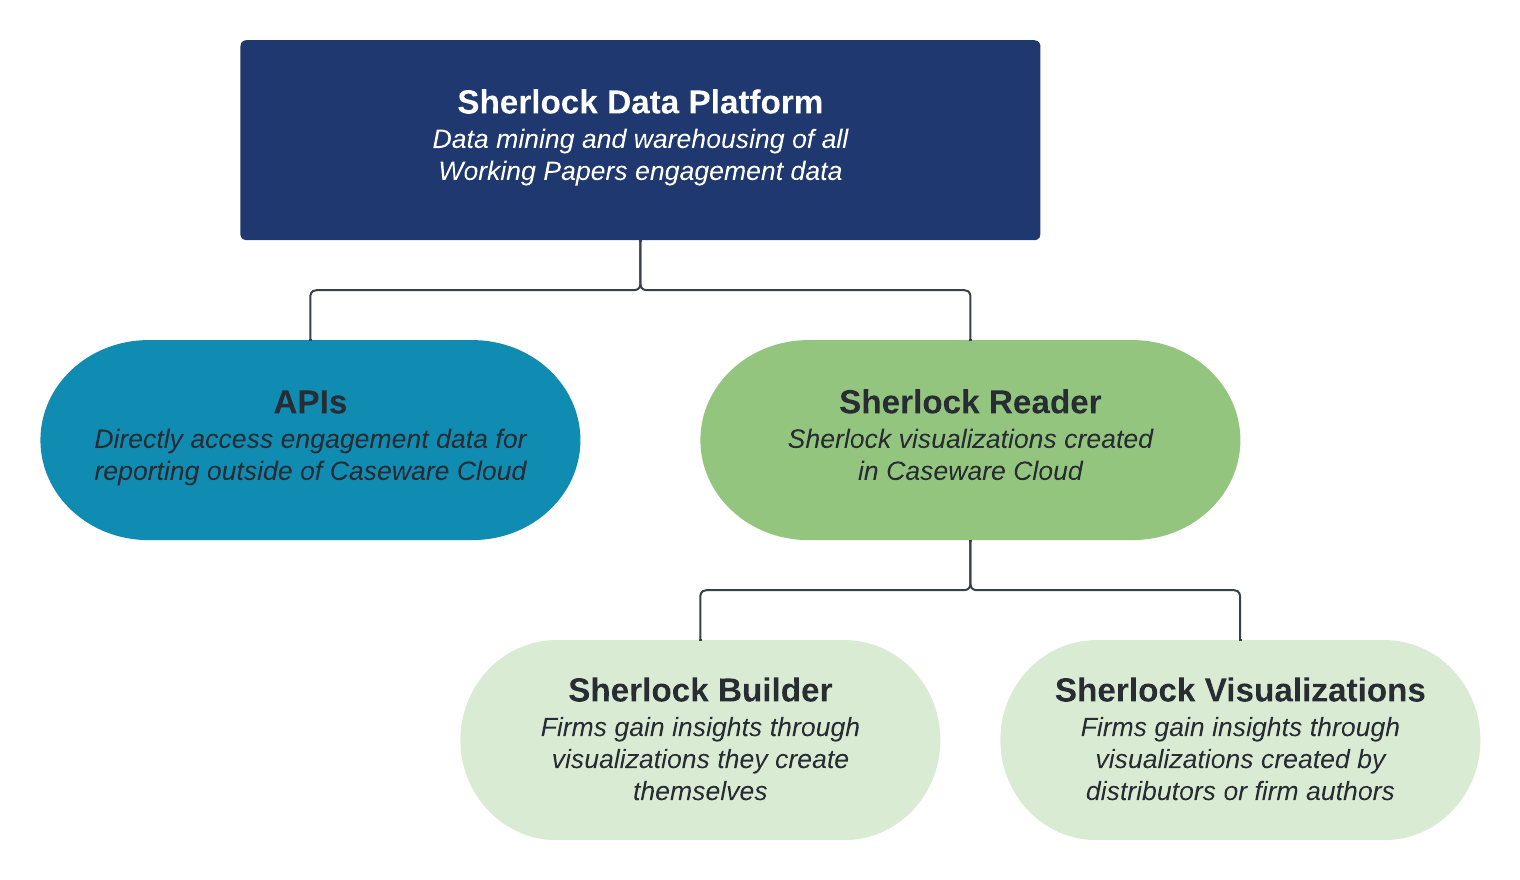 Sherlock Data Platform
Data mining and warehousing of all
Working Papers engagement data
APIs
Directly access engagement data for
reporting outside of Caseware Cloud
Sherlock Reader
Sherlock visualizations created
in Caseware Cloud
Sherlock Builder
Firms gain insights through
visualizations they create
themselves
Sherlock Visualizations
Firms gain insights through
visualizations created by
distributors or firm authors